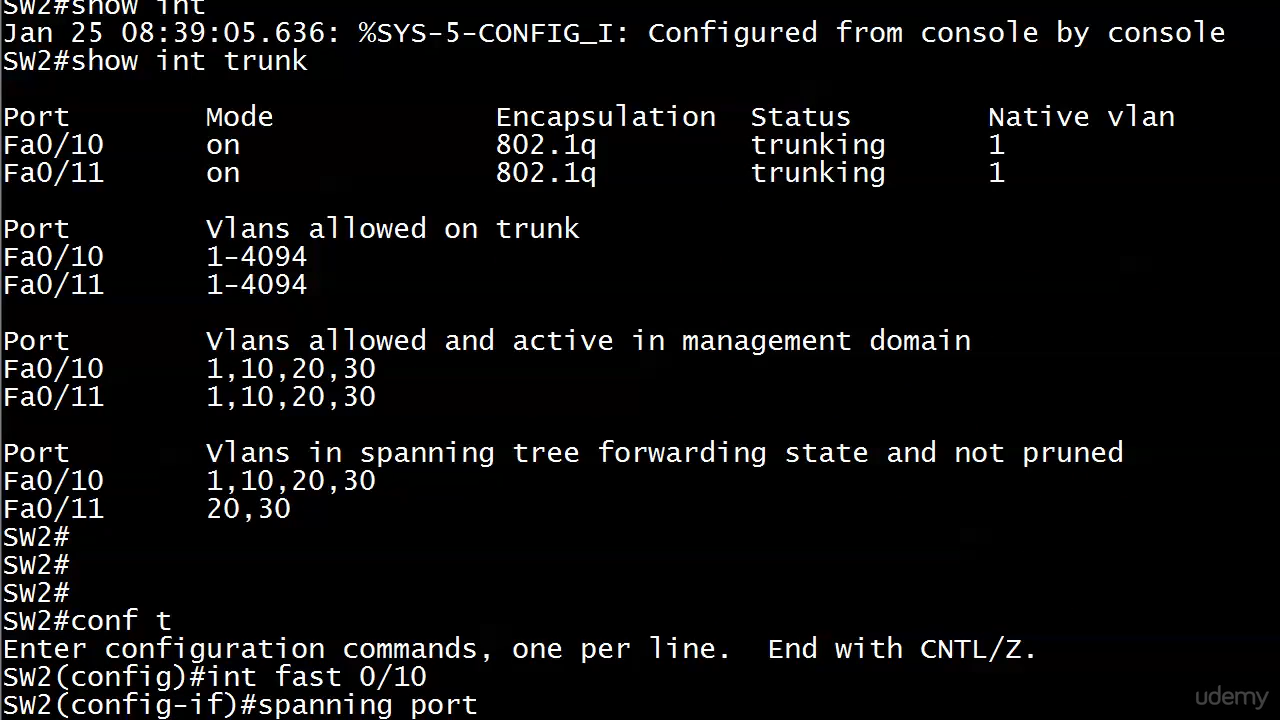 SW2#show int
Jan 25 08:39:05.636: %SYS-5-CONFIG_I: Configured from console by console
SW2#show int trunk
Port Mode Encapsulation Status Native vlan
Fa0/10 on 802.1q trunking 1
Fa0/11 on 802.1q trunking 1
Port Vlans allowed on trunk
Fa0/10 1-4094
Fa0/11 1-4094
Port Vlans allowed and active in management domain
Fa0/10 1,10,20,30
Fa0/11 1,10,20,30
Port Vlans in spanning tree forwarding state and not pruned
Fa0/10 1,10,20,30
Fa0/11 20,30
SW2#
SW2#
SW2#
SW2#conf t
Enter configuration commands, one per line. End with CNTL/Z.
SW2(config)#int fast 0/10
SW2(config-if)#spanning port
udemy